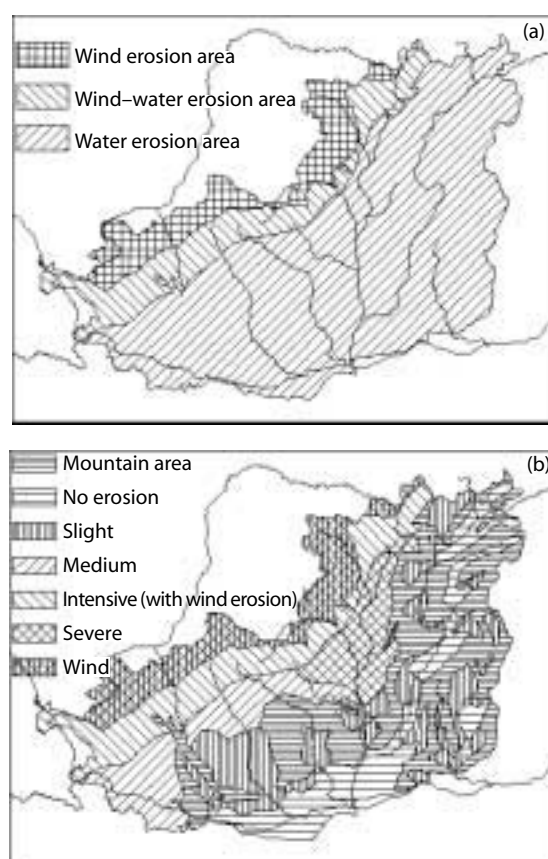 (a)
Wind erosion area
Wind–water erosion area
Water erosion area
(b)
Mountain area
No erosion
Slight
Medium
Intensive (with wind erosion)
Severe
Wind